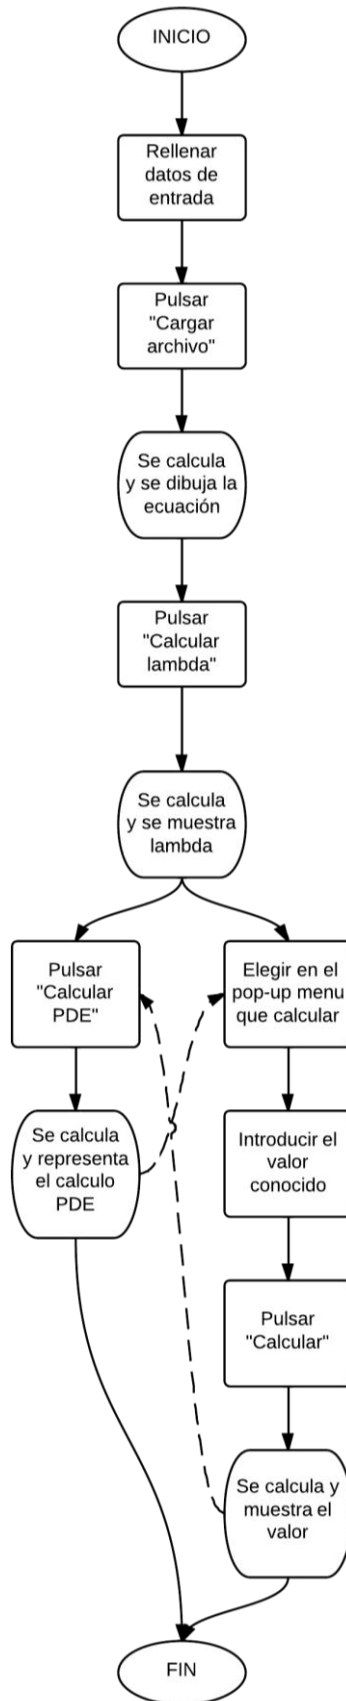 INICIO
Rellenar
datos de
entrada
Pulsar
"Cargar
archivo"
Se calcula
y se dibuja la
ecuación
Pulsar
"Calcular
lambda"
Se calcula
y se muestra
lambda
Pulsar
"Calcular
PDE"
Se calcula
y representa
el calculo
PDE
Elegir en el
pop-up menu
que calcular
Introducir el
valor
conocido
Pulsar
"Calcular"
Se calcula y
muestra el
valor
FIN